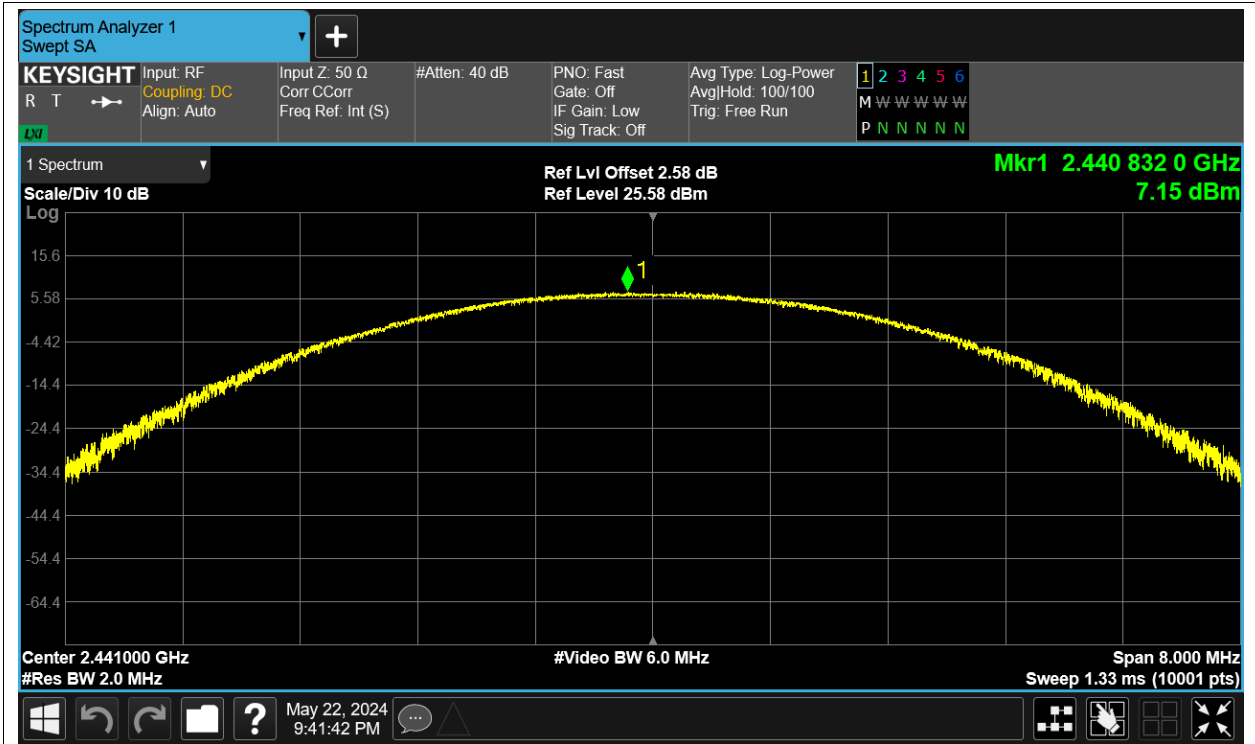 Spectrum Analyzer 1
Swept SA
KEYSIGHT
R T
LXI
Input: RF
Coupling: DC
Align: Auto
Input Z: 50 Ω
Corr CCorr
Freq Ref: Int (S)
#Atten: 40 dB
PNO: Fast
Gate: Off
IF Gain: Low
Sig Track: Off
Avg Type: Log-Power
Avg|Hold: 100/100
Trig: Free Run
1 2 3 4 5 6
M W W W W W
P N N N N N
1 Spectrum
Scale/Div 10 dB
Log
Ref Lvl Offset 2.58 dB
Ref Level 25.58 dBm
Mkr1 2.440 832 0 GHz
7.15 dBm
1
15.6
5.58
-4.42
-14.4
-24.4
-34.4
-44.4
-54.4
-64.4
Center 2.441000 GHz
#Res BW 2.0 MHz
#Video BW 6.0 MHz
Span 8.000 MHz
Sweep 1.33 ms (10001 pts)
?
May 22, 2024
9:41:42 PM